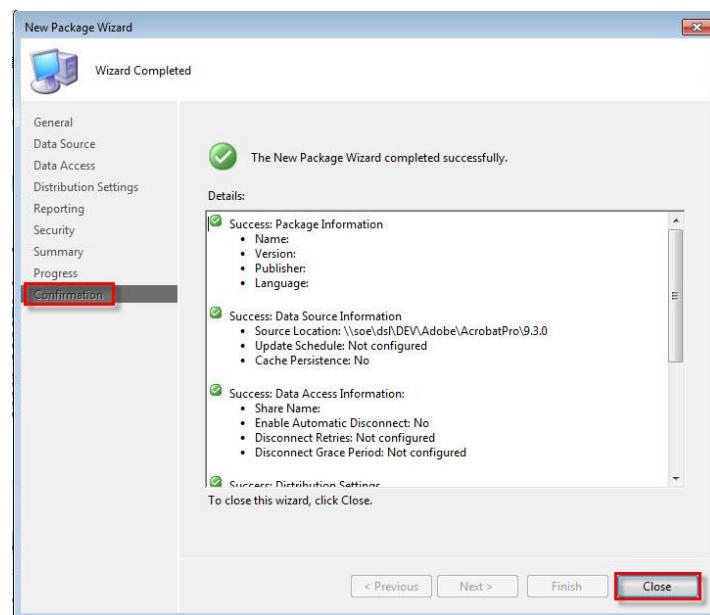 New Package Wizard
Wizard Completed
General
Data Source
Data Access
Distribution Settings
Reporting
Security
Summary
Progress
Confirmation
The New Package Wizard completed successfully.
Details:
Success: Package Information
• Name:
• Version:
• Publisher:
• Language:
Success: Data Source Information
• Source Location: \\soe\dsl\DEV\Adobe\AcrobatPro\9.3.0
• Update Schedule: Not configured
• Cache Persistence: No
Success: Data Access Information:
• Share Name:
• Enable Automatic Disconnect: No
• Disconnect Retries: Not configured
• Disconnect Grace Period: Not configured
Success: Distribution Settings
To close this wizard, click Close.
< Previous
Next >
Finish
Close